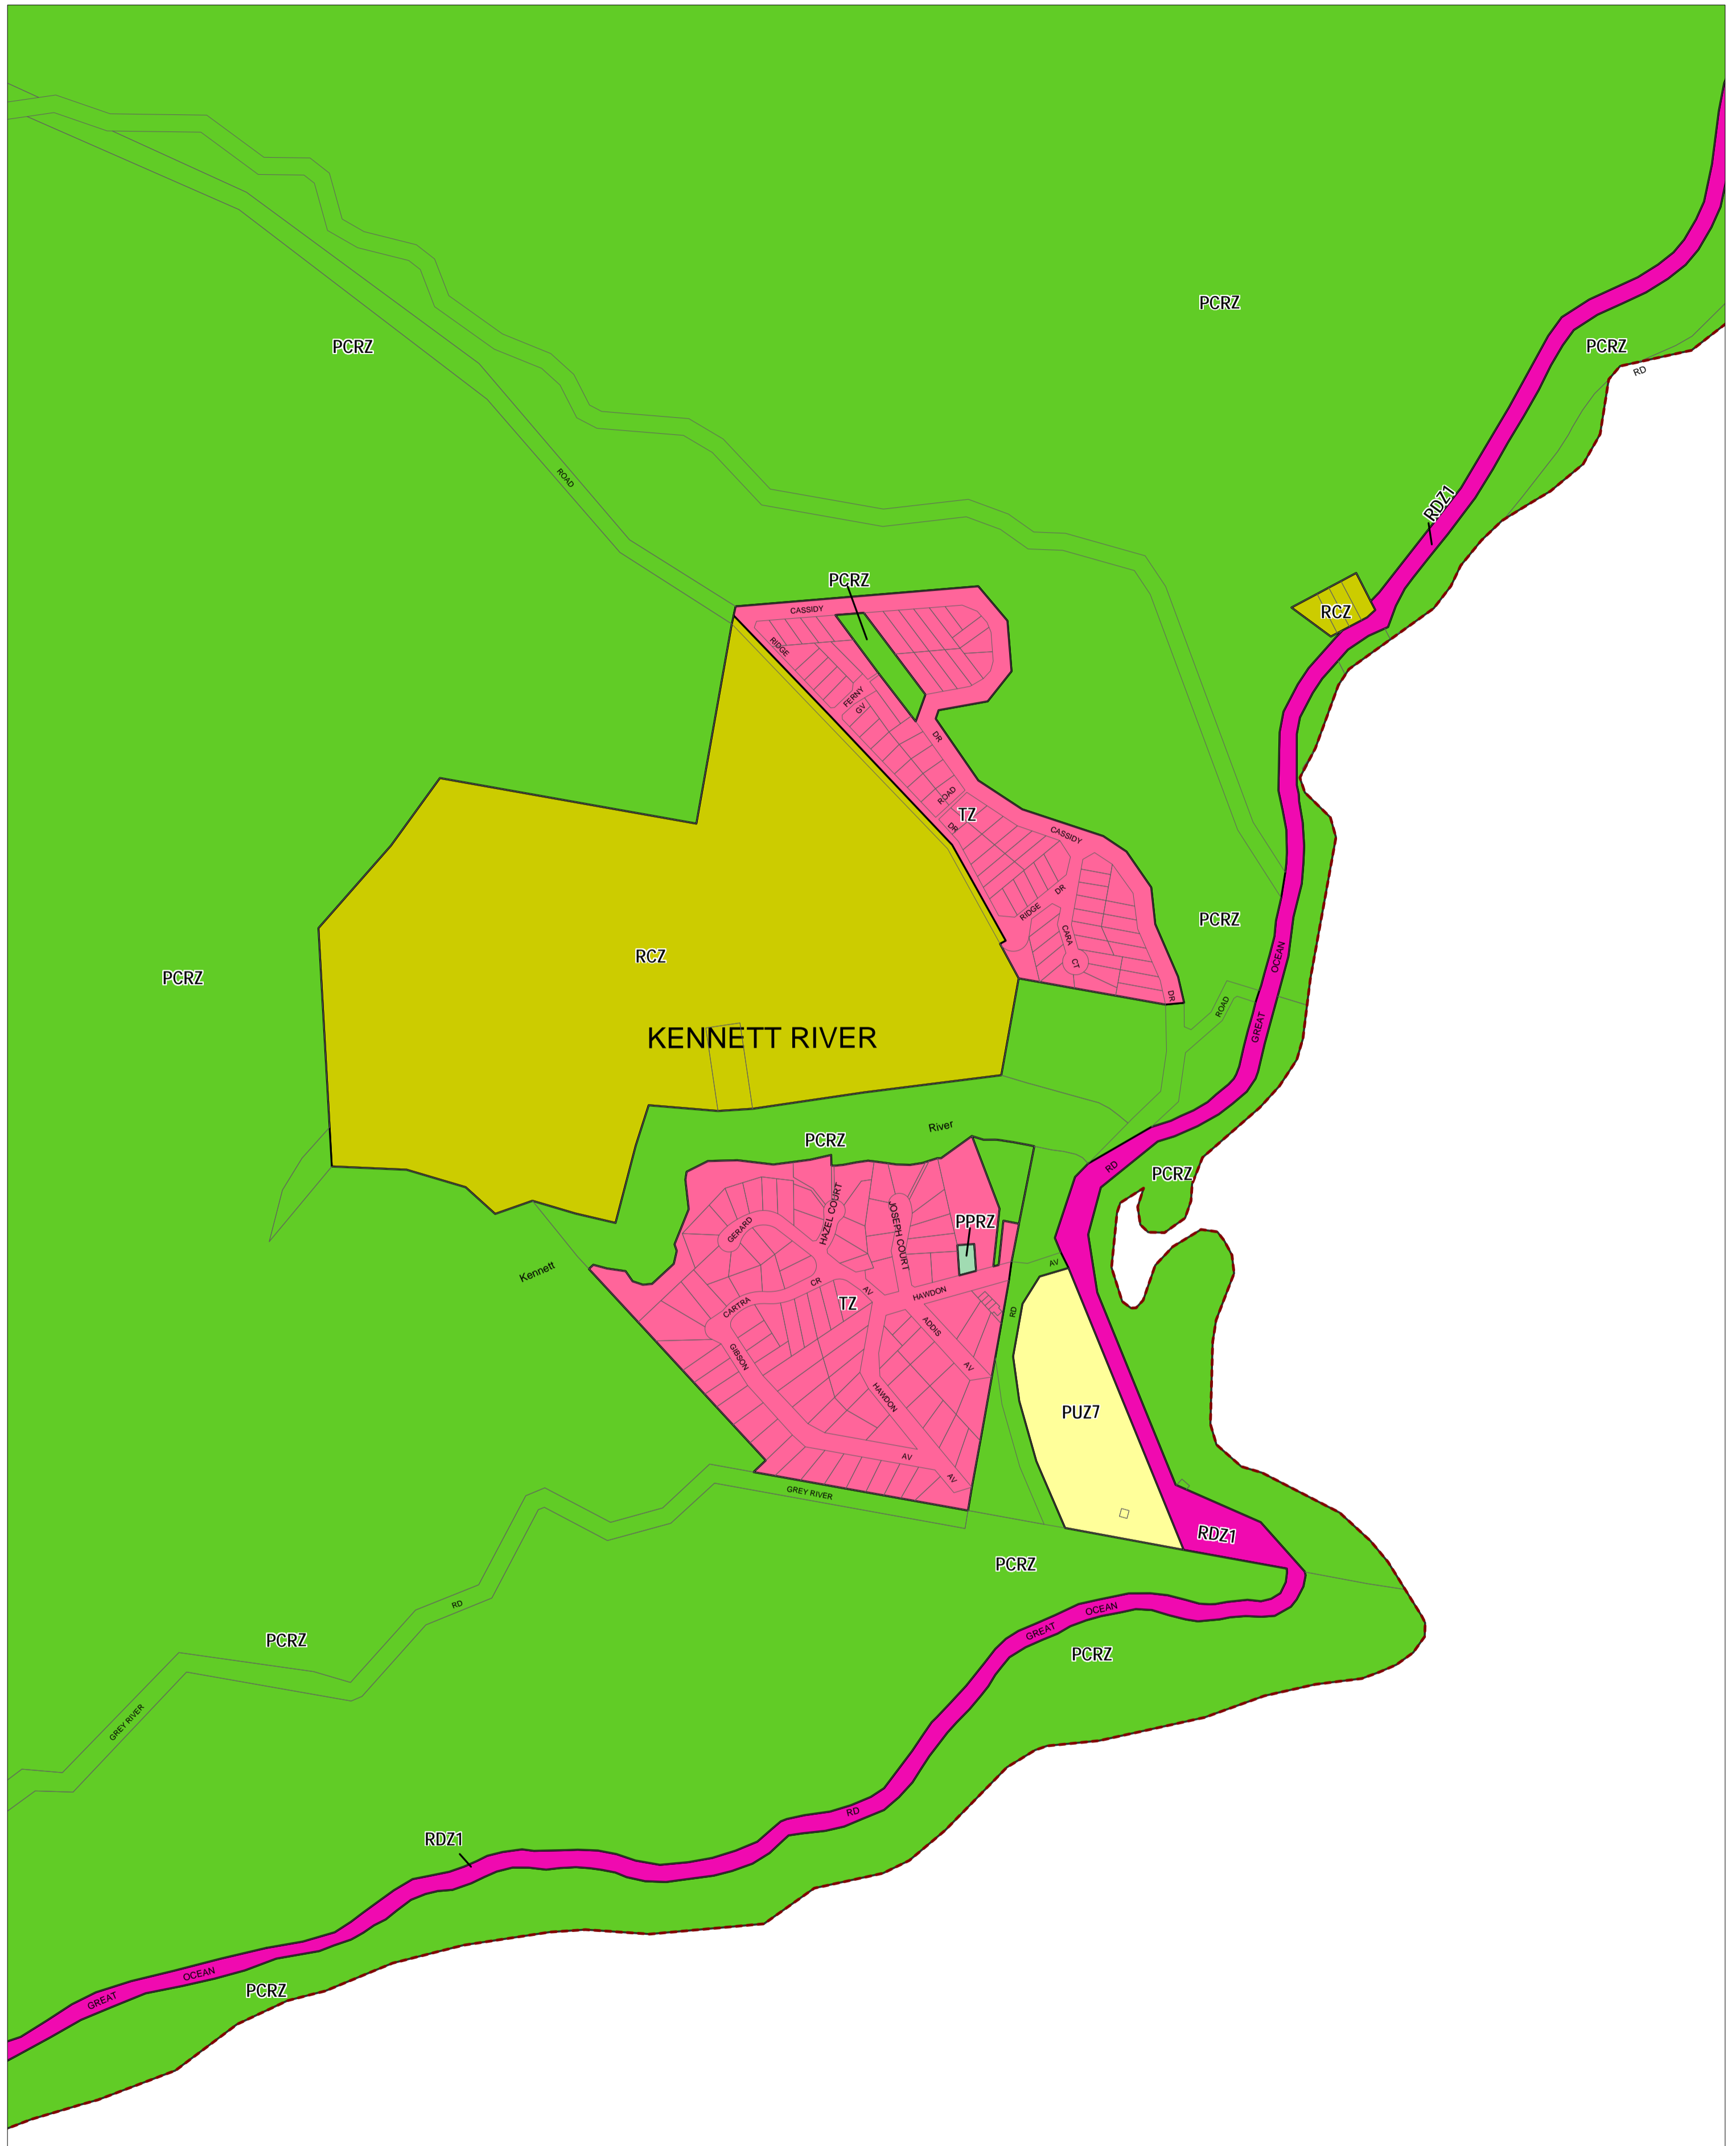 PCRZ
PCRZ
PCRZ
RD
ROAD
RDZ1
PCRZ
CASSIDY
RCZ
RIDGE
FERNY
GV
DR
ROAD
TZ
DR
CASSIDY
DR
RIDGE
PCRZ
CARA
CT
OCEAN
RCZ
PCRZ
DR
ROAD
GREAT
KENNETT RIVER
River
PCRZ
RD
PCRZ
HAZEL COURT
JOSEPH COURT
PPRZ
GERARD
AV
Kennett
CR
AV
HAWDON
CARTRA
TZ
RD
ADDIS
GIBSON
AV
HAWDON
PUZ7
AV
AV
GREY RIVER
RDZ1
PCRZ
RD
OCEAN
GREAT
PCRZ
PCRZ
GREY RIVER
RD
RDZ1
OCEAN
GREAT
PCRZ